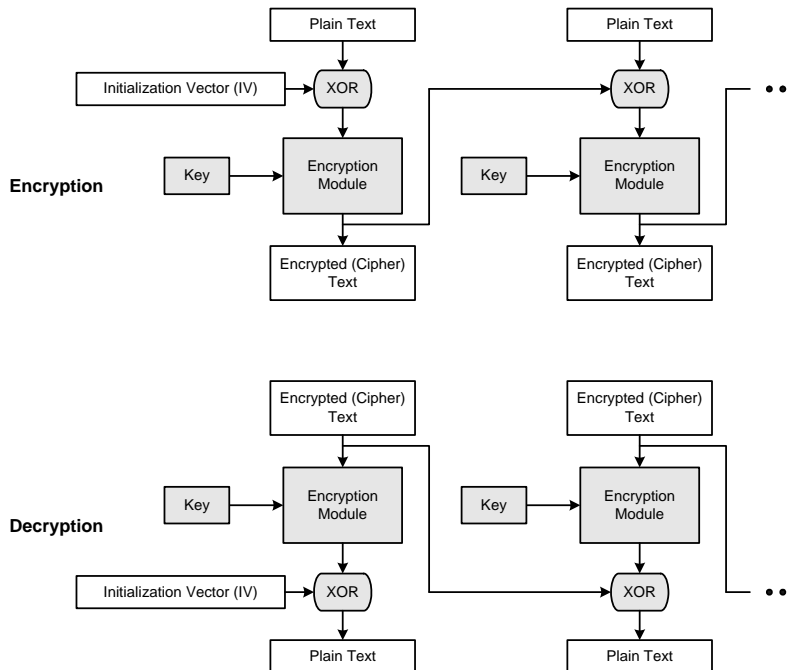 Plain Text
Plain Text
Initialization Vector (IV)
XOR
XOR
Encryption
Key
Encryption
Module
Key
Encryption
Module
Encrypted (Cipher)
Text
Encrypted (Cipher)
Text
Decryption
Encrypted (Cipher)
Text
Encrypted (Cipher)
Text
Key
Encryption
Module
Key
Encryption
Module
Initialization Vector (IV)
XOR
XOR
Plain Text
Plain Text